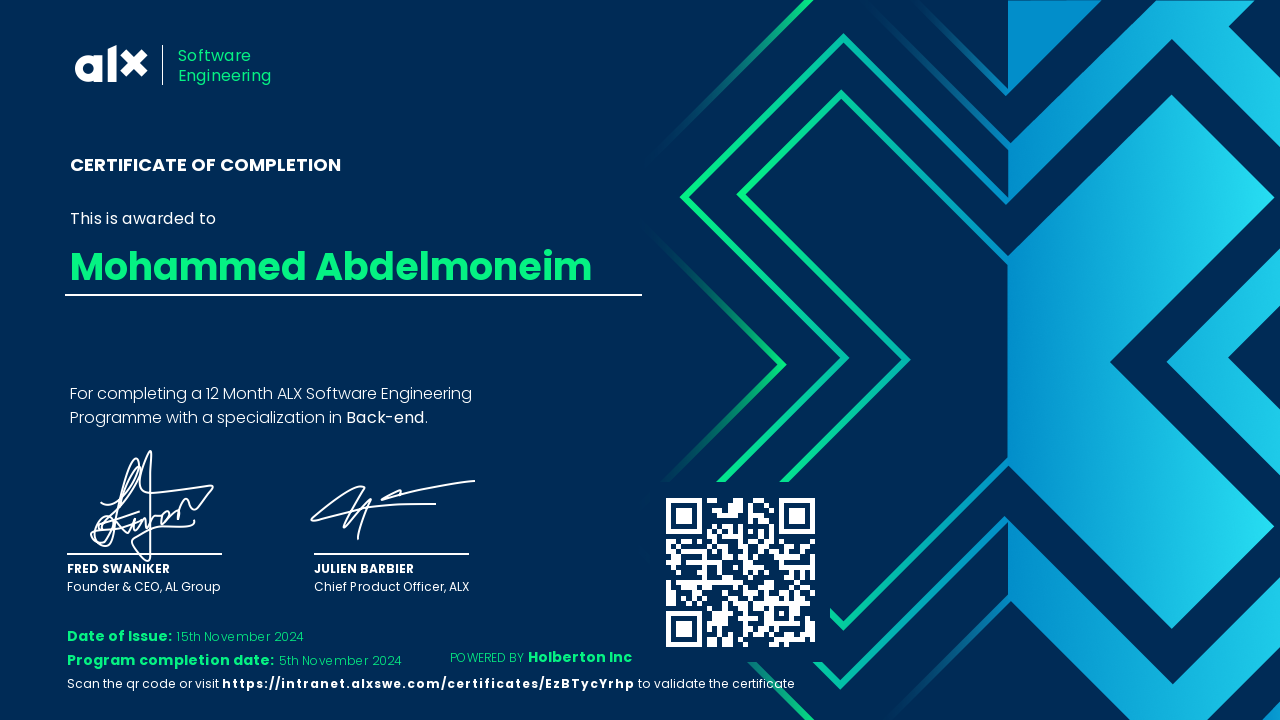 alx
Software
Engineering
CERTIFICATE OF COMPLETION
This is awarded to
Mohammed Abdelmoneim
For completing a 12 Month ALX Software Engineering
Programme with a specialization in Back-end.
FRED SWANIKER
Founder & CEO, AL Group
JULIEN BARBIER
Chief Product Officer, ALX
Date of Issue: 15th November 2024
Program completion date: 5th November 2024
POWERED BY Holberton Inc
Scan the qr code or visit https://intranet.alxswe.com/certificates/EzBTycYrhp to validate the certificate